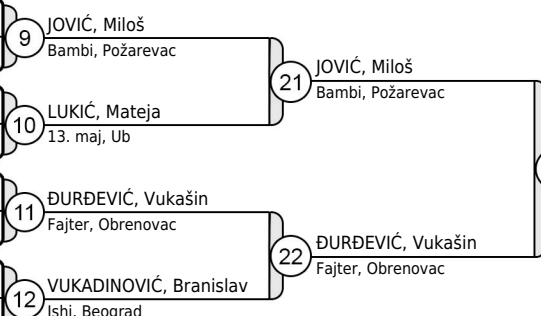 9
JOVIĆ, Miloš
Bambi, Požarevac
10
LUKIĆ, Mateja
13. maj, Ub
21
JOVIĆ, Miloš
Bambi, Požarevac
11
ĐURĐEVIĆ, Vukašin
Fajter, Obrenovac
12
VUKADINOVIĆ, Branislav
Ishi, Beograd
22
ĐURĐEVIĆ, Vukašin
Fajter, Obrenovac